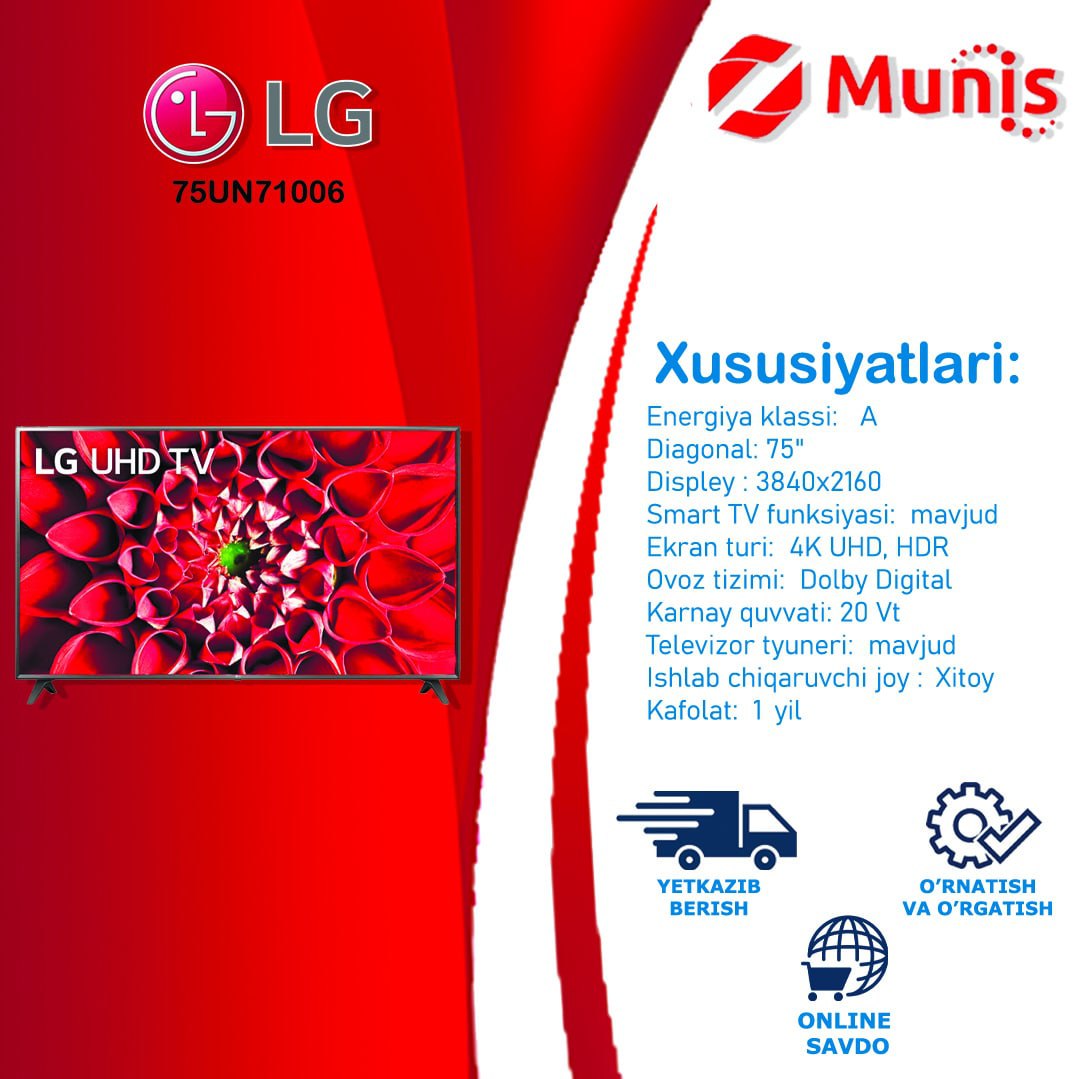 LG
75UN71006
Munis
LG UHD TV
Xususiyatlari:
Energiya klassi: A
Diagonal: 75"
Displey : 3840x2160
Smart TV funksiyasi: mavjud
Ekran turi: 4K UHD, HDR
Ovoz tizimi: Dolby Digital
Karnay quvvati: 20 Vt
Televizor tyuneri: mavjud
Ishlab chiqaruvchi joy : Xitoy
Kafolat: 1 yil
YETKAZIB
BERISH
O’RNATISH
VA O’RGATISH
ONLINE
SAVDO